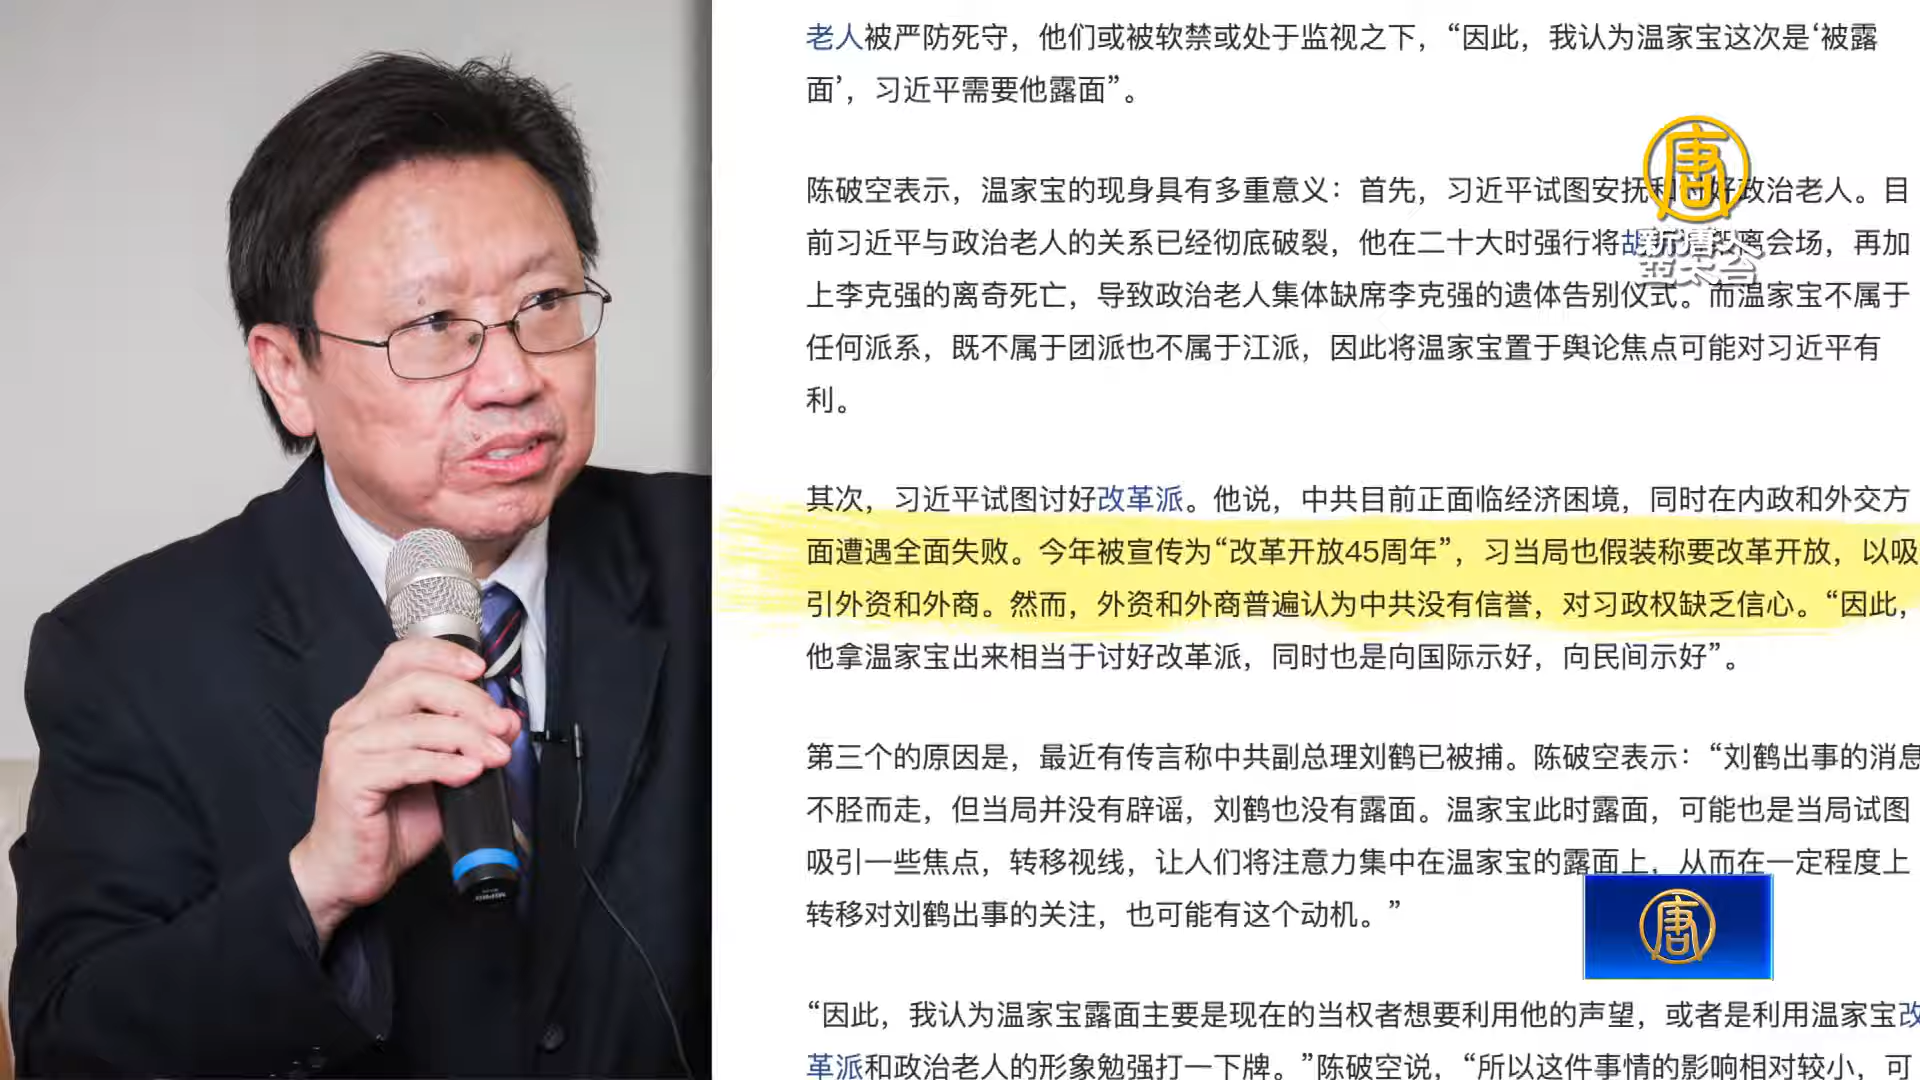 老人被严防死守，他们或被软禁或处于监视之下，“因此，我认为温家宝这次是‘被露
面’，习近平需要他露面”。
陈破空表示，温家宝的现身具有多重意义：首先，习近平试图安抚和讨好政治老人。目
前习近平与政治老人的关系已经彻底破裂，他在二十大时强行将胡 离会场，再加
上李克强的离奇死亡，导致政治老人集体缺席李克强的遗体告别仪式。而温家宝不属于
任何派系，既不属于团派也不属于江派，因此将温家宝置于舆论焦点可能对习近平有
利。
其次，习近平试图讨好改革派。他说，中共目前正面临经济困境，同时在内政和外交方
面遭遇全面失败。今年被宣传为“改革开放45周年”，习当局也假装称要改革开放，以吸
引外资和外商。然而，外资和外商普遍认为中共没有信誉，对习政权缺乏信心。“因此，
他拿温家宝出来相当于讨好改革派，同时也是向国际示好，向民间示好”。
第三个的原因是，最近有传言称中共副总理刘鹤已被捕。陈破空表示：“刘鹤出事的消息
不胫而走，但当局并没有辟谣，刘鹤也没有露面。温家宝此时露面，可能也是当局试图
吸引一些焦点，转移视线，让人们将注意力集中在温家宝的露面上，从而在一定程度上
转移对刘鹤出事的关注，也可能有这个动机。”
“因此，我认为温家宝露面主要是现在的当权者想要利用他的声望，或者是利用温家宝改
革派和政治老人的形象勉强打一下牌。”陈破空说，“所以这件事情的影响相对较小，可
唐
新唐人
亞太台
唐